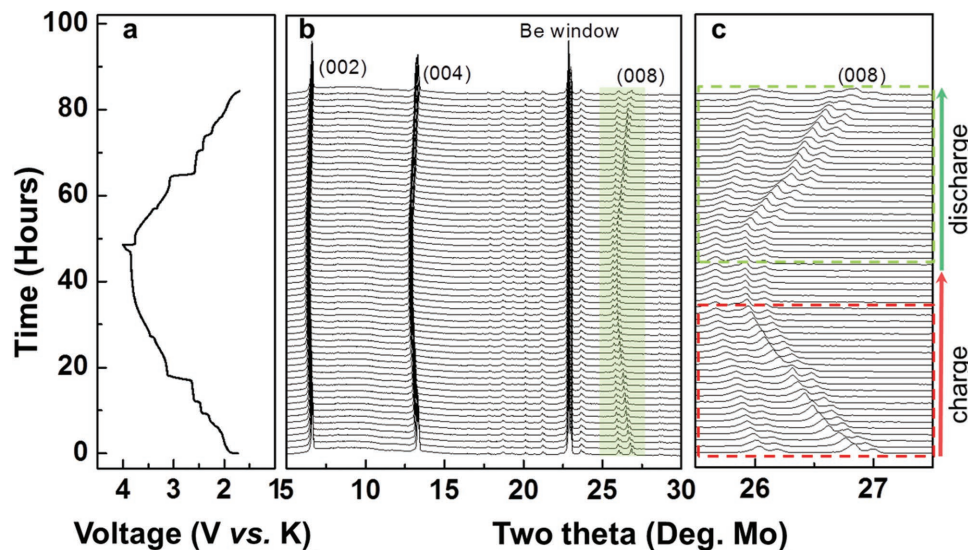 100
80
60
40
20
0
Time (Hours)
a
4
3
2
1
Voltage (V vs. K)
b
(002)
(004)
Be window
(008)
5
10
15
20
25
30
Two theta (Deg. Mo)
c
(008)
26
27
discharge
charge